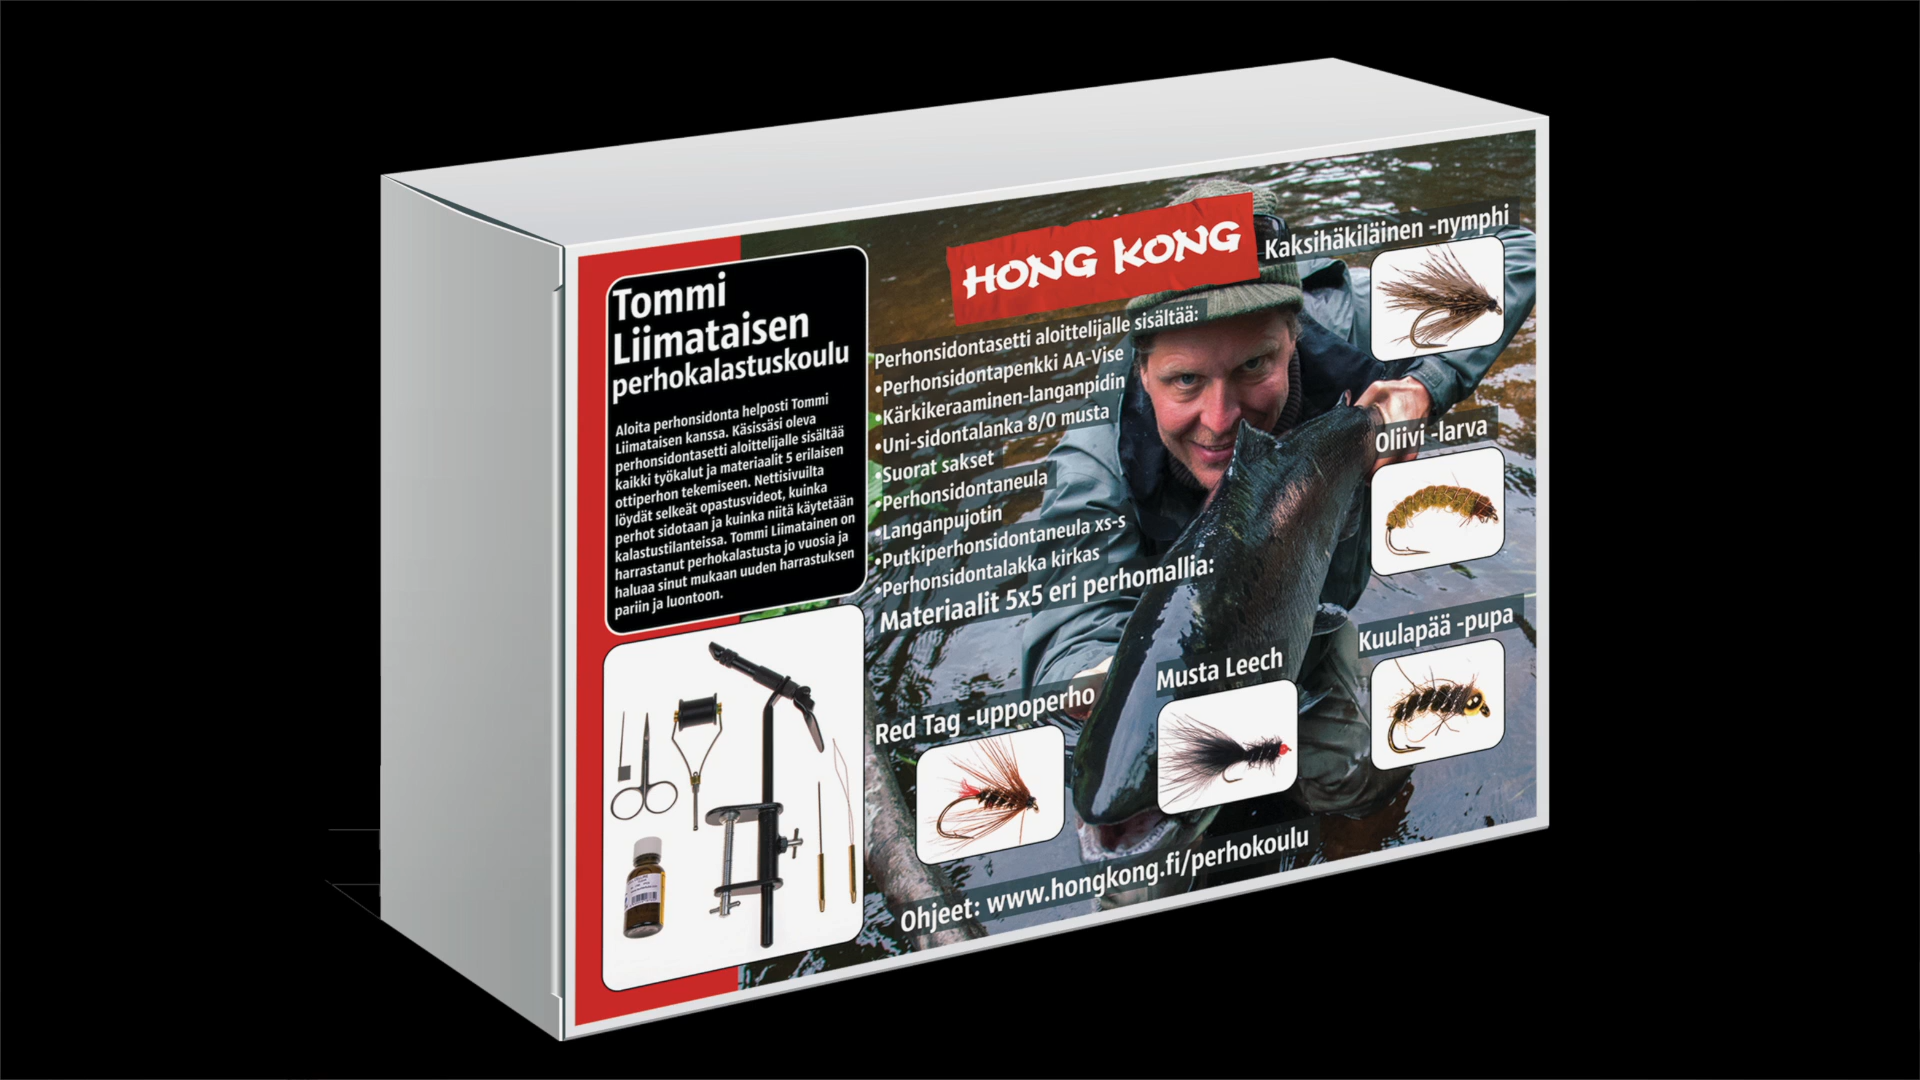 Tommi
Liimataisen
perhokalastuskoulu
Aloita perhonsidonta helposti Tommi
Liimataisen kanssa. Käsissäsi oleva
perhonsidontasetti aloittelijalle sisältää
kaikki työkalut ja materiaalit 5 erilaisen
ottiperhon tekemiseen. Nettisivuilta
löydät selkeät opastusvideot, kuinka
perhot sidotaan ja kuinka niitä käytetään
kalastustilanteissa. Tommi Liimatainen on
harrastanut perhokalastusta jo vuosia ja
haluaa sinut mukaan uuden harrastuksen
pariin ja luontoon.
HONG KONG
Perhonsidontasetti aloittelijalle sisältää:
•Perhonsidontapenkki AA-Vise
•Kärkikeraaminen-langanpidin
•Uni-sidontalanka 8/0 musta
•Suorat sakset
•Perhonsidontaneula
•Langanpujotin
•Putkiperhonsidontaneula xs-s
•Perhonsidontalakka kirkas
Materiaalit 5x5 eri perhomallia:
Kaksihäkiläinen -nymphi
Oliivi -larva
Kuulapää -pupa
Musta Leech
Red Tag -uppoperho
Ohjeet: www.hongkong.fi/perhokoulu